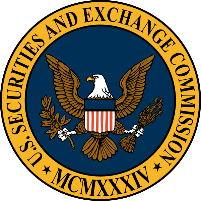 U.S. SECURITIES AND EXCHANGE COMMISSION
MCMXXXIV